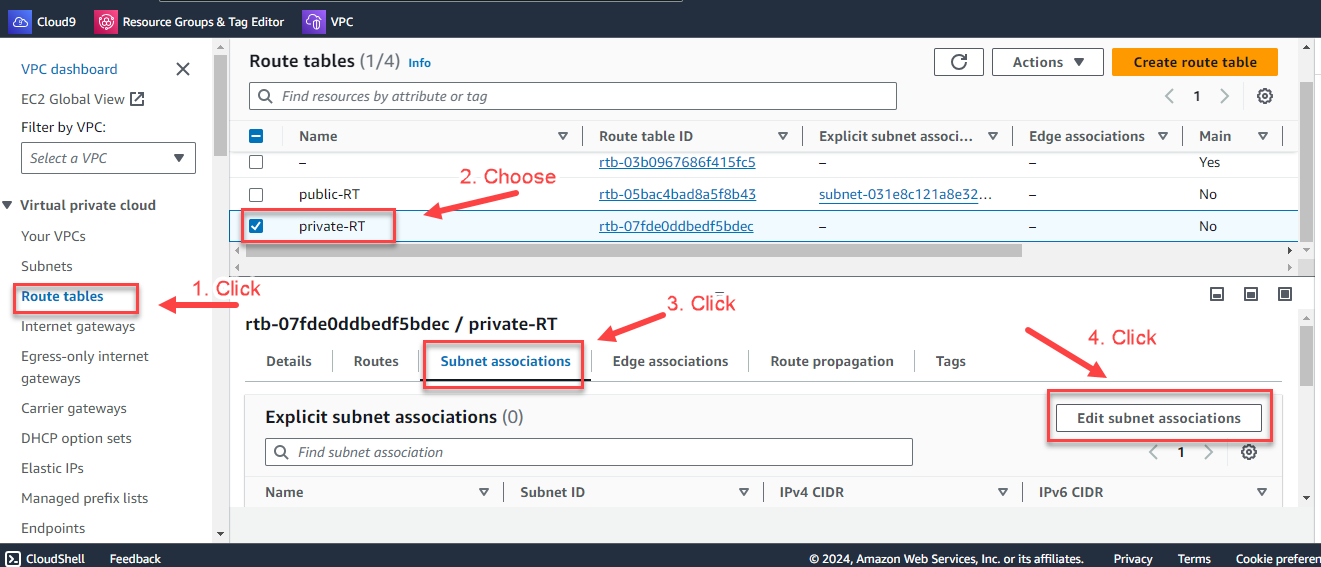 Cloud9 Resource Groups & Tag Editor VPC
VPC dashboard
EC2 Global View
Filter by VPC:
Select a VPC
Virtual private cloud
Your VPCs
Subnets
Route tables
1. Click
Internet gateways
Egress-only internet
gateways
Carrier gateways
DHCP option sets
Elastic IPs
Managed prefix lists
Endpoints
Route tables (1/4) Info
Actions
Create route table
Find resources by attribute or tag
1
Name Route table ID Explicit subnet associ... Edge associations Main
– rtb-03b0967686f415fc5 – – Yes
2. Choose
public-RT rtb-05bac4bad8a5f8b43 subnet-031e8c121a8e32... – No
private-RT rtb-07fde0ddbedf5bdec – – No
3. Click
rtb-07fde0ddbedf5bdec / private-RT
4. Click
Details Routes Subnet associations Edge associations Route propagation Tags
Explicit subnet associations (0)
Edit subnet associations
Find subnet association
1
Name Subnet ID IPv4 CIDR IPv6 CIDR
CloudShell Feedback © 2024, Amazon Web Services, Inc. or its affiliates. Privacy Terms Cookie preferen